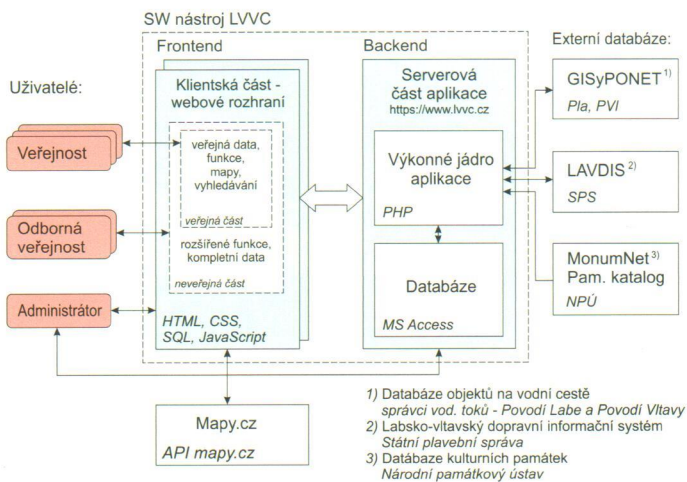 SW nástroj LVVC
Frontend
Backend
Externí databáze:
Uživatelé:
Veřejnost
Odborná
veřejnost
Administrátor
Klientská část -
webové rozhraní
veřejná data,
funkce,
mapy,
vyhledávání
veřejná část
rozšířené funkce,
kompletní data
neveřejná část
HTML, CSS,
SQL, JavaScript
Serverová
část aplikace
https://www.lvvc.cz
Výkonné jádro
aplikace
PHP
Databáze
MS Access
GISyPONET 1)
Pla, PVl
LAVDIS 2)
SPS
MonumNet 3)
Pam. katalog
NPÚ
Mapy.cz
API mapy.cz
1) Databáze objektů na vodní cestě
správci vod. toků - Povodí Labe a Povodí Vltavy
2) Labsko-vltavský dopravní informační systém
Státní plavební správa
3) Datábaze kulturních památek
Národní památkový ústav